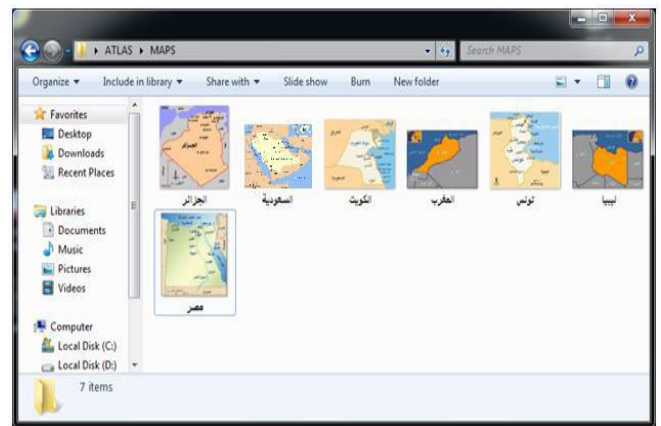 ATLAS ▸ MAPS
Search MAPS
Organize Include in library Share with Slide show Burn New folder
Favorites
Desktop
Downloads
Recent Places
Libraries
Documents
Music
Pictures
Videos
Computer
Local Disk (C:)
Local Disk (D:)
الجزائر
الجزائر السعودية الكويت المغرب تونس ليبيا
مصر
7 items